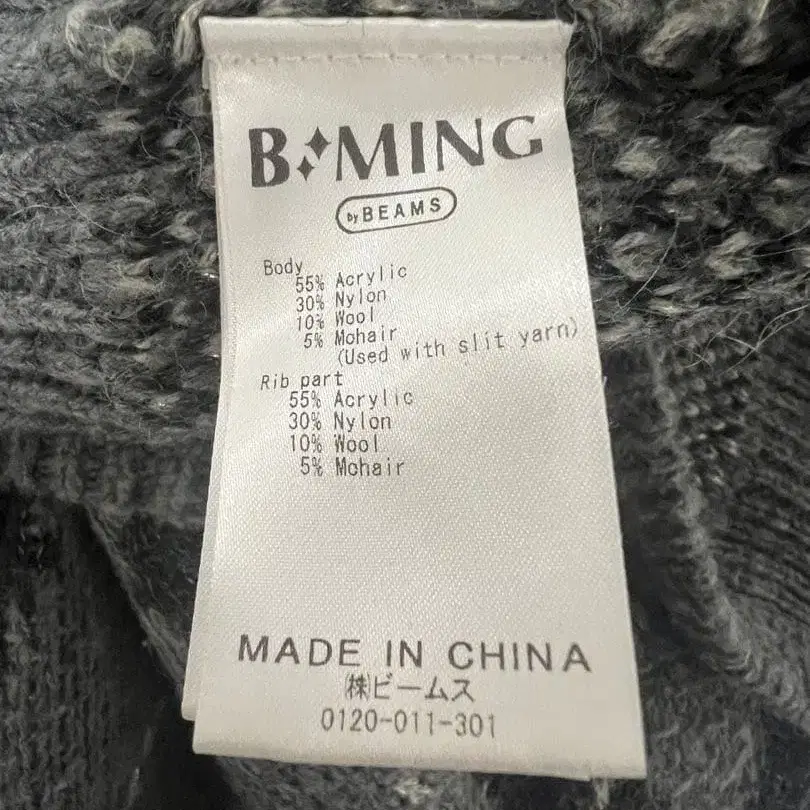 B MING
by BEAMS
Body
55% Acrylic
30% Nylon
10% Wool
5% Mohair
(Used with slit yarn)
Rib part
55% Acrylic
30% Nylon
10% Wool
5% Mohair
MADE IN CHINA
㈱ビームス
0120-011-301